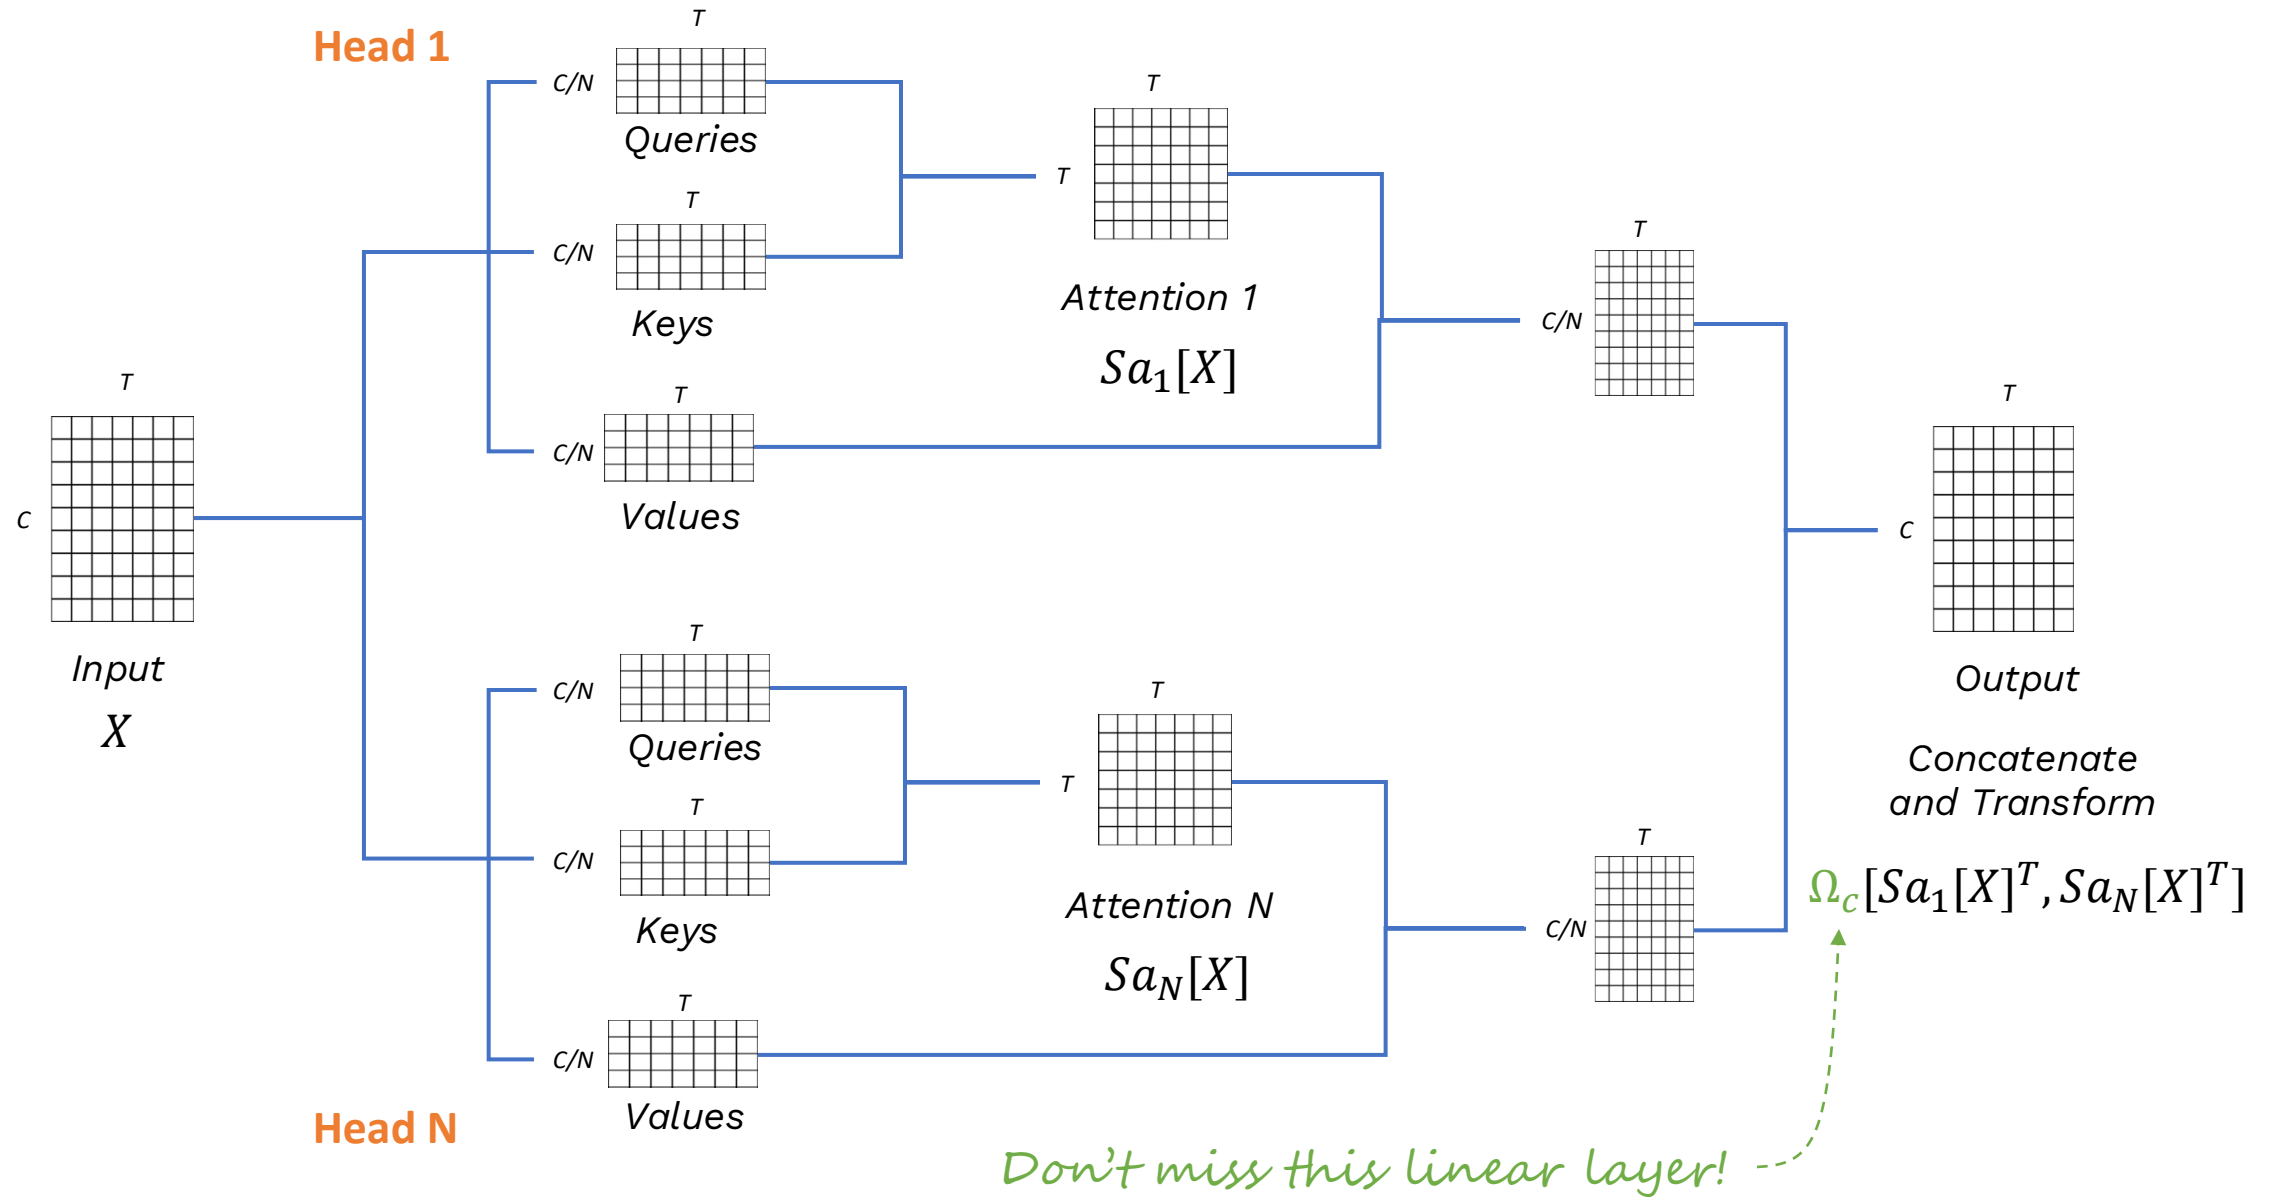 Head 1
T
C/N
Queries
T
C/N
Keys
T
C/N
Values
T
T
Attention 1
Sa₁[X]
T
C/N
T
C
Input
X
T
C
Output
Concatenate
and Transform
Ω_c[Sa₁[X]ᵀ, Sa_N[X]ᵀ]
T
C/N
Queries
T
C/N
Keys
T
C/N
Values
T
T
Attention N
Sa_N[X]
T
C/N
Head N
Don't miss this linear layer!